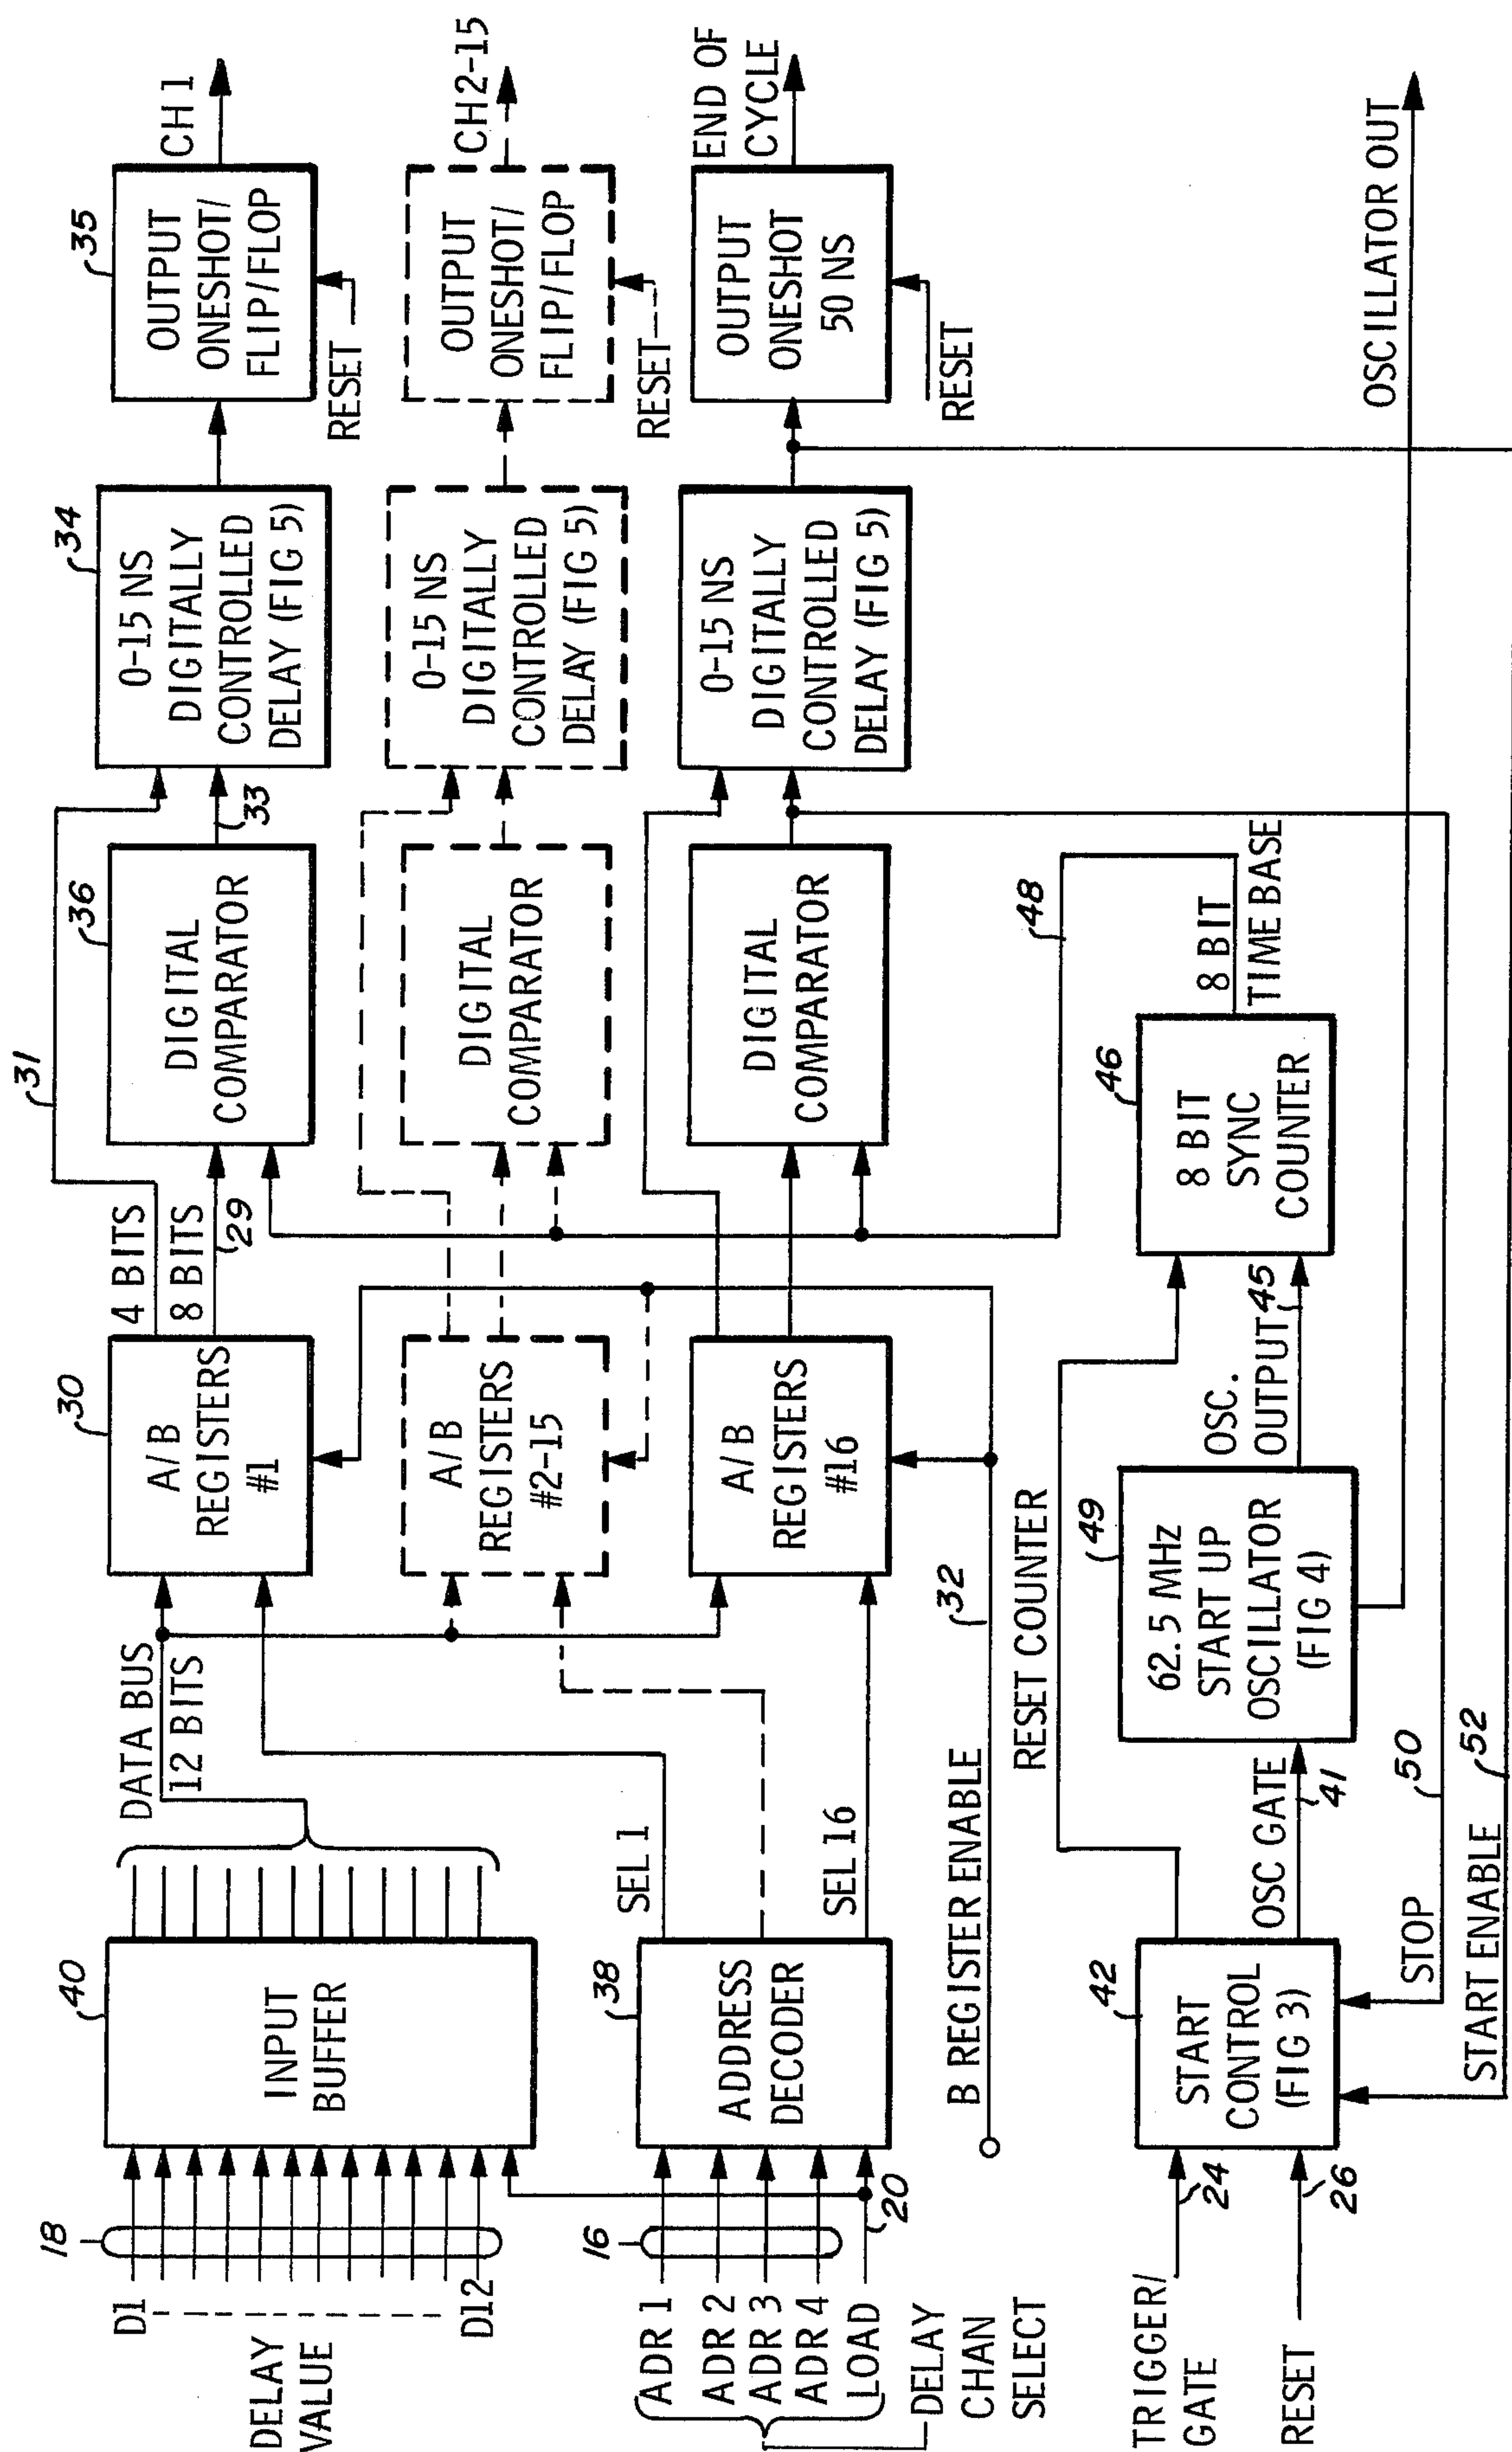 DELAY
VALUE
D1
D12
18
40
INPUT
BUFFER
DATA BUS
12 BITS
30
A/B
REGISTERS
#1
4 BITS
8 BITS
29
31
36
DIGITAL
COMPARATOR
33
34
0-15 NS
DIGITALLY
CONTROLLED
DELAY (FIG 5)
35
OUTPUT
ONESHOT/
FLIP/FLOP
RESET
CH 1
A/B
REGISTERS
#2-15
DIGITAL
COMPARATOR
0-15 NS
DIGITALLY
CONTROLLED
DELAY (FIG 5)
OUTPUT
ONESHOT/
FLIP/FLOP
RESET
CH2-15
ADR 1
ADR 2
ADR 3
ADR 4
LOAD
DELAY
CHAN
SELECT
16
20
38
ADDRESS
DECODER
SEL 1
SEL 16
A/B
REGISTERS
#16
DIGITAL
COMPARATOR
0-15 NS
DIGITALLY
CONTROLLED
DELAY (FIG 5)
OUTPUT
ONESHOT
50 NS
RESET
END OF
CYCLE
B REGISTER ENABLE
32
RESET COUNTER
TRIGGER/
GATE
24
RESET
26
42
START
CONTROL
(FIG 3)
OSC GATE
41
49
62.5 MHz
START UP
OSCILLATOR
(FIG 4)
OSC.
OUTPUT
45
46
8 BIT
SYNC
COUNTER
8 BIT
TIME BASE
48
OSCILLATOR OUT
STOP
50
START ENABLE
52